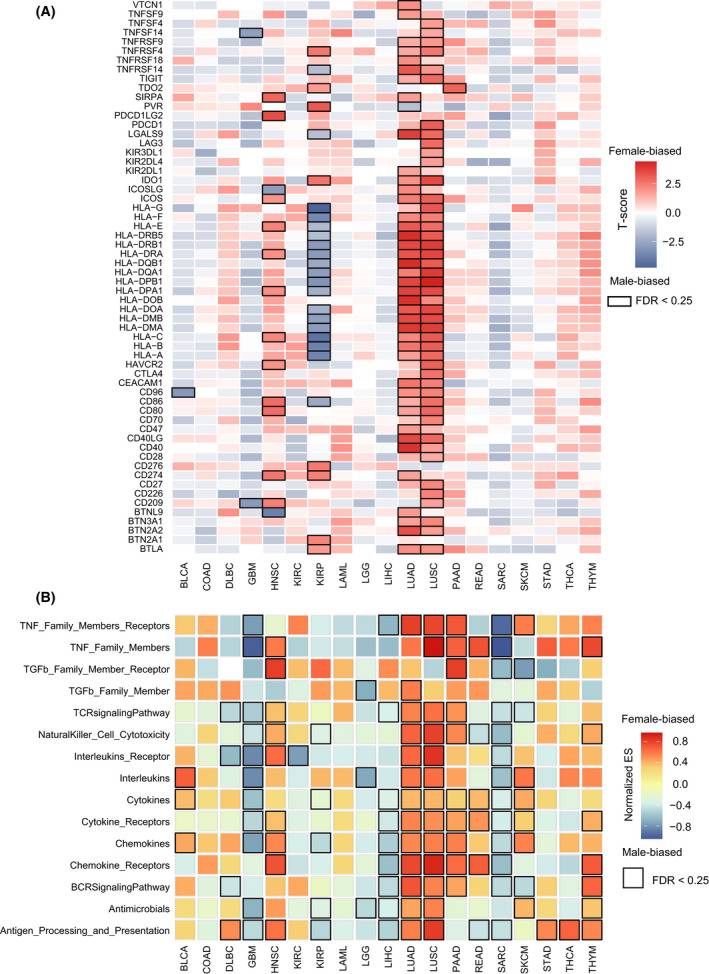 (A)
VTCN1
TNFSF9
TNFSF4
TNFSF14
TNFRSF9
TNFRSF4
TNFRSF18
TNFRSF14
TIGIT
TDO2
SIRPA
PVR
PDCD1LG2
PDCD1
LGALS9
LAG3
KIR3DL1
KIR2DL4
KIR2DL1
IDO1
ICOSLG
ICOS
HLA-G
HLA-F
HLA-E
HLA-DRB5
HLA-DRB1
HLA-DRA
HLA-DQB1
HLA-DQA1
HLA-DPB1
HLA-DPA1
HLA-DOB
HLA-DOA
HLA-DMB
HLA-DMA
HLA-C
HLA-B
HLA-A
HAVCR2
CTLA4
CEACAM1
CD96
CD86
CD80
CD70
CD47
CD40LG
CD40
CD28
CD276
CD274
CD27
CD226
CD209
BTNL9
BTN3A1
BTN2A2
BTN2A1
BTLA
BLCA COAD DLBC GBM HNSC KIRC KIRP LAML LGG LIHC LUAD LUSC PAAD READ SARC SKCM STAD THCA THYM
Female-biased
2.5
0.0
−2.5
T-score
Male-biased
FDR < 0.25
(B)
TNF_Family_Members_Receptors
TNF_Family_Members
TGFb_Family_Member_Receptor
TGFb_Family_Member
TCRsignalingPathway
NaturalKiller_Cell_Cytotoxicity
Interleukins_Receptor
Interleukins
Cytokines
Cytokine_Receptors
Chemokines
Chemokine_Receptors
BCRSignalingPathway
Antimicrobials
Antigen_Processing_and_Presentation
BLCA COAD DLBC GBM HNSC KIRC KIRP LAML LGG LIHC LUAD LUSC PAAD READ SARC SKCM STAD THCA THYM
Female-biased
0.8
0.4
0.0
−0.4
−0.8
Normalized ES
Male-biased
FDR < 0.25